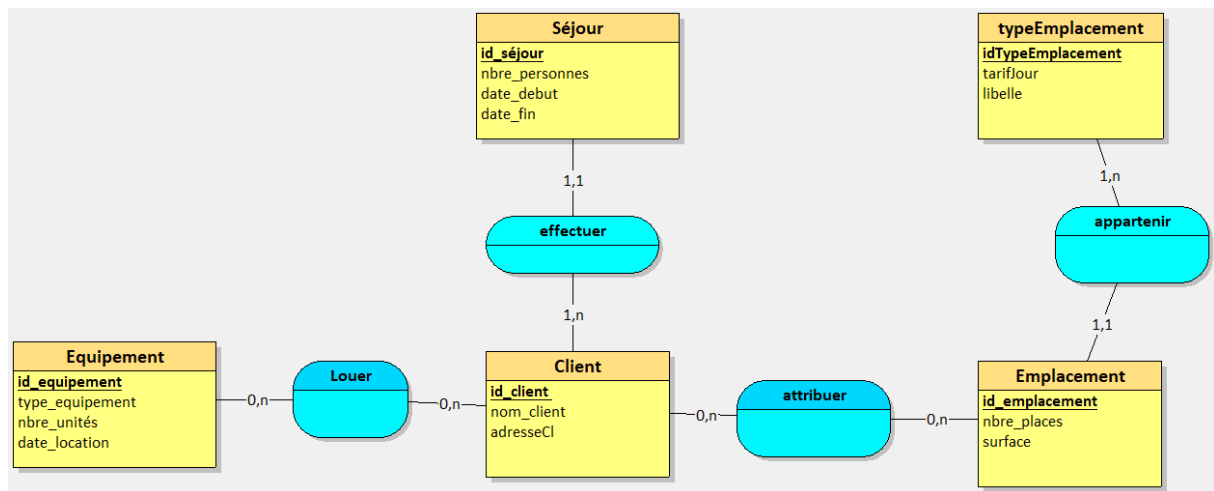 Séjour
id_séjour
nbre_personnes
date_debut
date_fin
typeEmplacement
idTypeEmplacement
tarifJour
libelle
1,1
1,n
effectuer
appartenir
1,n
1,1
Equipement
id_equipement
type_equipement
nbre_unités
date_location
0,n
Louer
0,n
Client
id_client
nom_client
adresseCl
0,n
attribuer
0,n
Emplacement
id_emplacement
nbre_places
surface